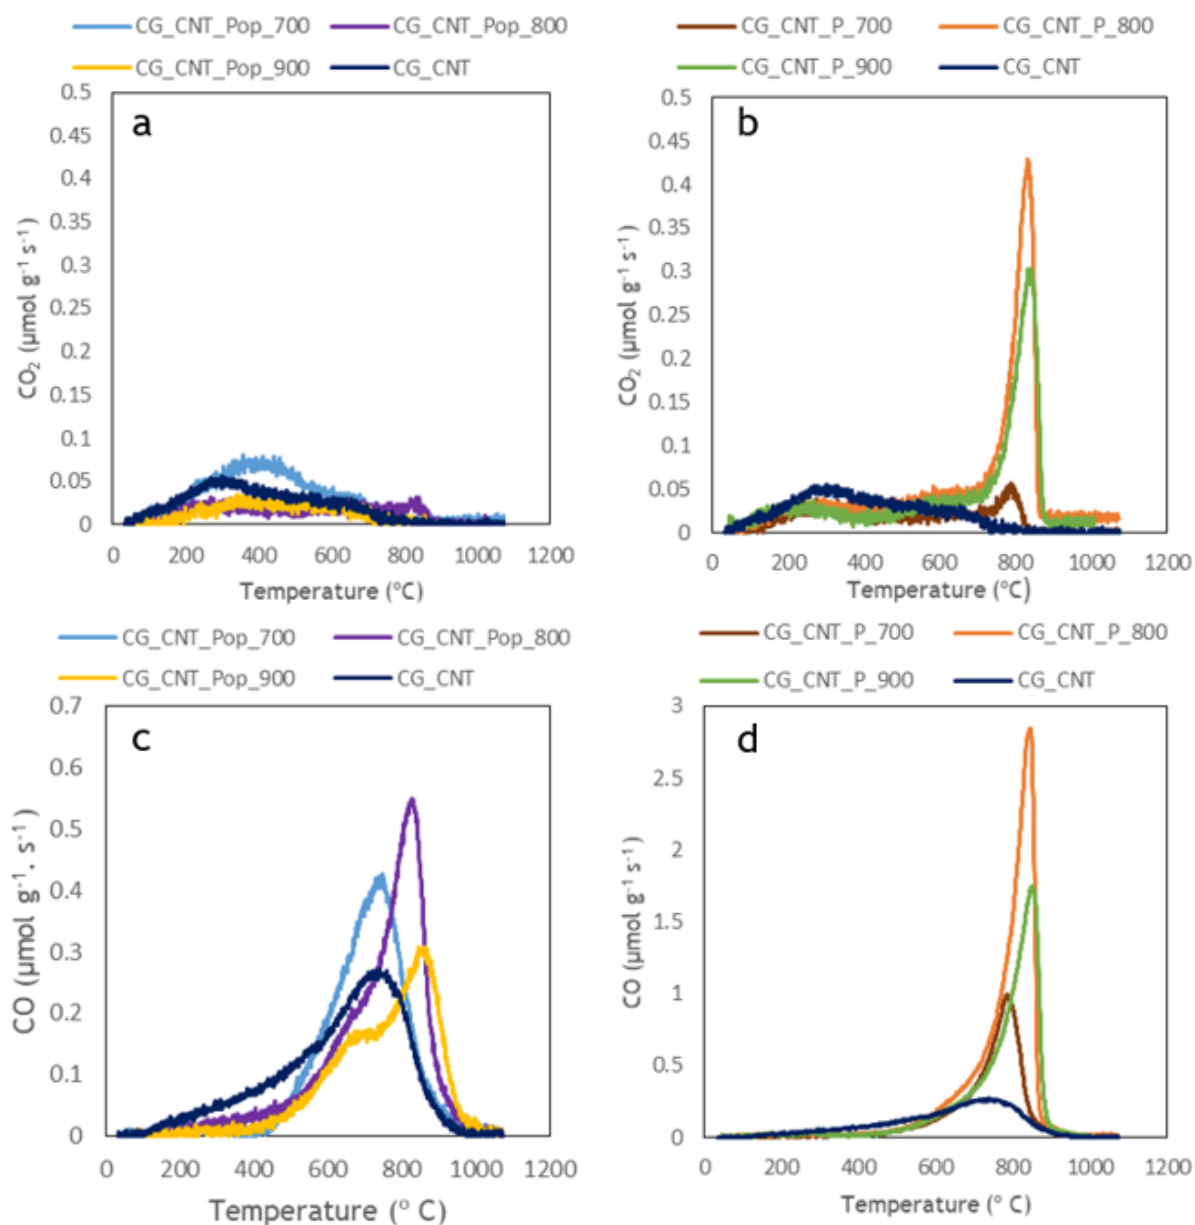 CG_CNT_Pop_700 CG_CNT_Pop_800
CG_CNT_Pop_900 CG_CNT
a
0.5
0.45
0.4
0.35
0.3
0.25
0.2
0.15
0.1
0.05
0
CO₂ (µmol g⁻¹ s⁻¹)
0 200 400 600 800 1000 1200
Temperature (°C)
CG_CNT_P_700 CG_CNT_P_800
CG_CNT_P_900 CG_CNT
b
0.5
0.45
0.4
0.35
0.3
0.25
0.2
0.15
0.1
0.05
0
CO₂ (µmol g⁻¹ s⁻¹)
0 200 400 600 800 1000 1200
Temperature (°C)
CG_CNT_Pop_700 CG_CNT_Pop_800
CG_CNT_Pop_900 CG_CNT
c
0.7
0.6
0.5
0.4
0.3
0.2
0.1
0
CO (µmol g⁻¹. s⁻¹)
0 200 400 600 800 1000 1200
Temperature (° C)
CG_CNT_P_700 CG_CNT_P_800
CG_CNT_P_900 CG_CNT
d
3
2.5
2
1.5
1
0.5
0
CO (µmol g⁻¹ s⁻¹)
0 200 400 600 800 1000 1200
Temperature (° C)